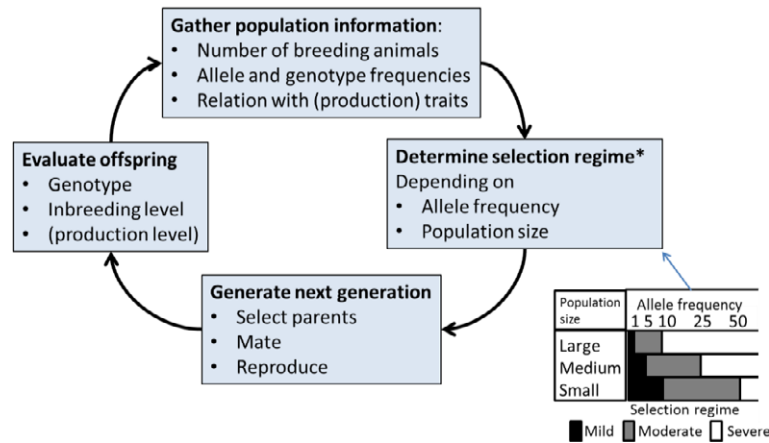 Gather population information:
• Number of breeding animals
• Allele and genotype frequencies
• Relation with (production) traits
Determine selection regime*
Depending on
• Allele frequency
• Population size
Generate next generation
• Select parents
• Mate
• Reproduce
Evaluate offspring
• Genotype
• Inbreeding level
• (production level)
Population size
Allele frequency
1 5 10 25 50
Large
Medium
Small
Selection regime
Mild Moderate Severe